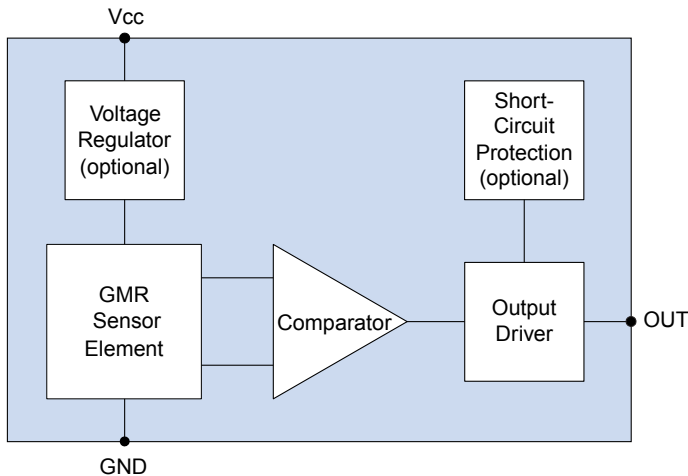 Vcc
Voltage
Regulator
(optional)
Short-
Circuit
Protection
(optional)
GMR
Sensor
Element
Comparator
Output
Driver
OUT
GND